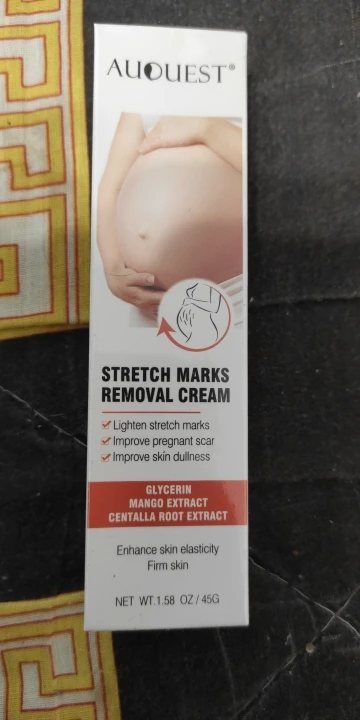 AUQUEST®
STRETCH MARKS
REMOVAL CREAM
Lighten stretch marks
Improve pregnant scar
Improve skin dullness
GLYCERIN
MANGO EXTRACT
CENTALLA ROOT EXTRACT
Enhance skin elasticity
Firm skin
NET WT.1.58 OZ / 45G